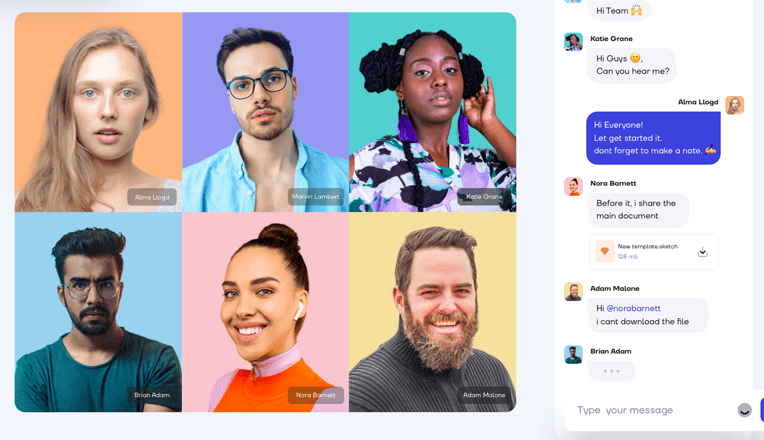 Alma Llogd
Marvin Lambert
Katie Orane
Brian Adam
Nora Barnett
Adam Malone
Hi Team 🙌
Katie Orane
Hi Guys 😊,
Can you hear me?
Alma Llogd
Hi Everyone!
Let get started it.
dont forget to make a note. ✍️
Nora Barnett
Before it, i share the
main document
New template.sketch
128 mb
Adam Malone
Hi @norabarnett
i cant download the file
Brian Adam
Type your message